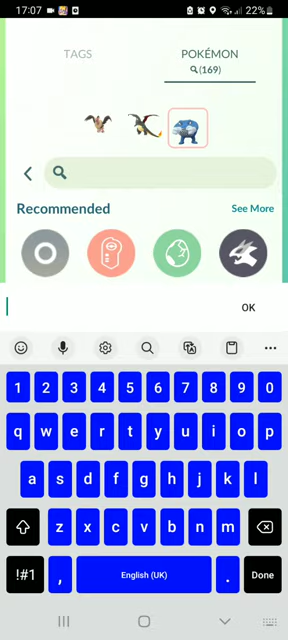 17:07
22%
TAGS
POKÉMON
(169)
Recommended
See More
OK
1 2 3 4 5 6 7 8 9 0
q w e r t y u i o p
a s d f g h j k l
z x c v b n m
!#1 , English (UK) . Done